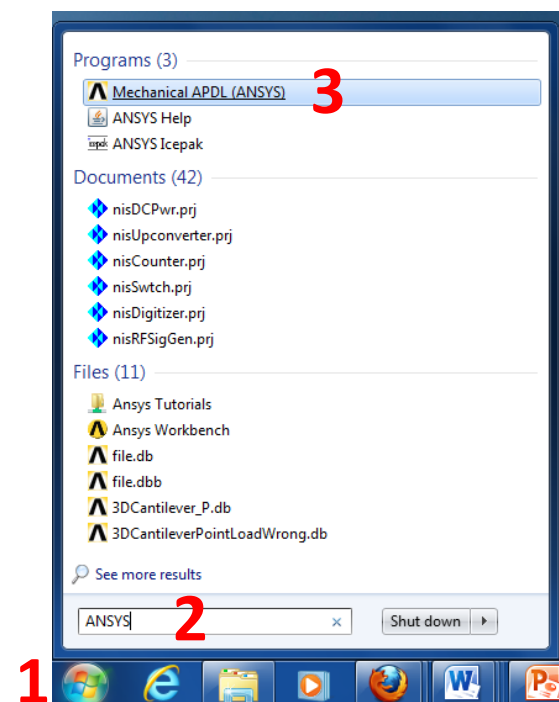 Programs (3)
Mechanical APDL (ANSYS)
3
ANSYS Help
icepak ANSYS Icepak
Documents (42)
nisDCPwr.prj
nisUpconverter.prj
nisCounter.prj
nisSwtch.prj
nisDigitizer.prj
nisRFSigGen.prj
Files (11)
Ansys Tutorials
Ansys Workbench
file.db
file.dbb
3DCantilever_P.db
3DCantileverPointLoadWrong.db
See more results
ANSYS
2
Shut down
1
W
P